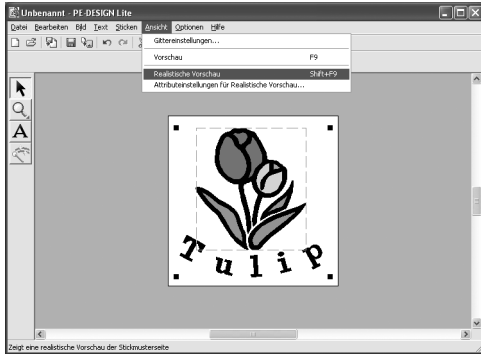 Unbenannt - PE-DESIGN Lite
Datei Bearbeiten Bild Text Sticken Ansicht Optionen Hilfe
Gittereinstellungen...
Vorschau F9
Realistische Vorschau Shift+F9
Attributeinstellungen für Realistische Vorschau...
A
Tulip
Zeigt eine realistische Vorschau der Stickmusterseite